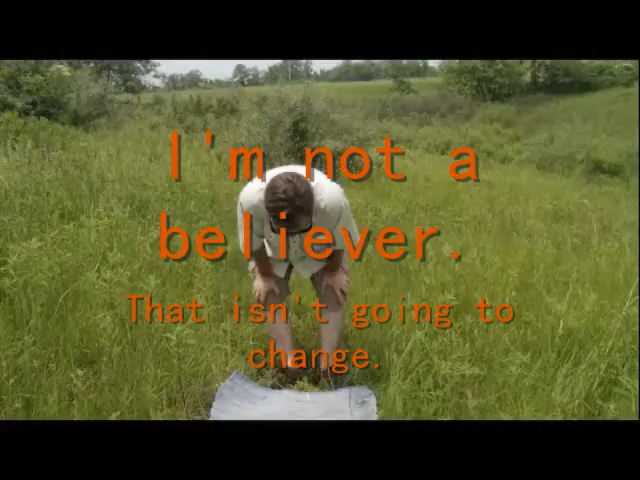 I'm not a
believer.
That isn't going to
change.